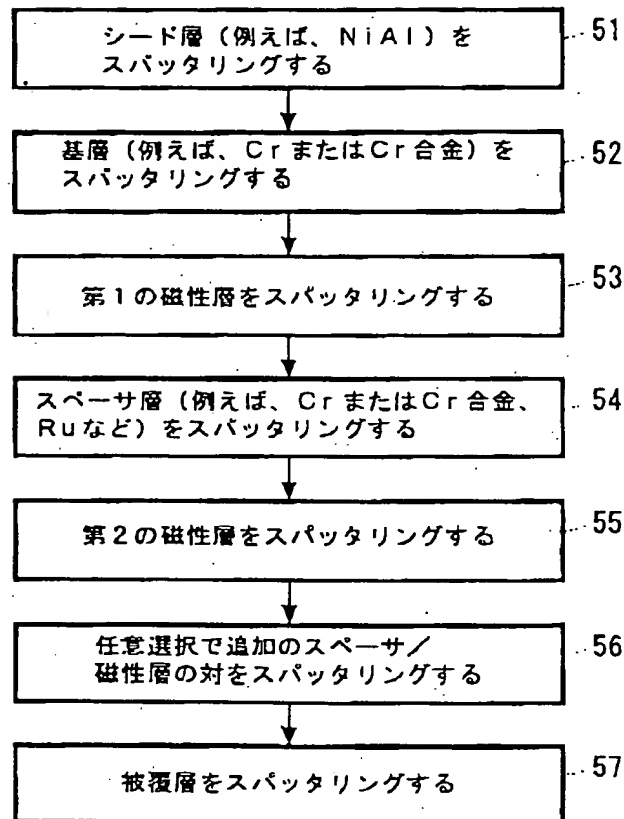 シード層（例えば、NiAl）を
スパッタリングする
51
基層（例えば、CrまたはCr合金）を
スパッタリングする
52
第1の磁性層をスパッタリングする
53
スペーサ層（例えば、CrまたはCr合金、
Ruなど）をスパッタリングする
54
第2の磁性層をスパッタリングする
55
任意選択で追加のスペーサ／
磁性層の対をスパッタリングする
56
被覆層をスパッタリングする
57